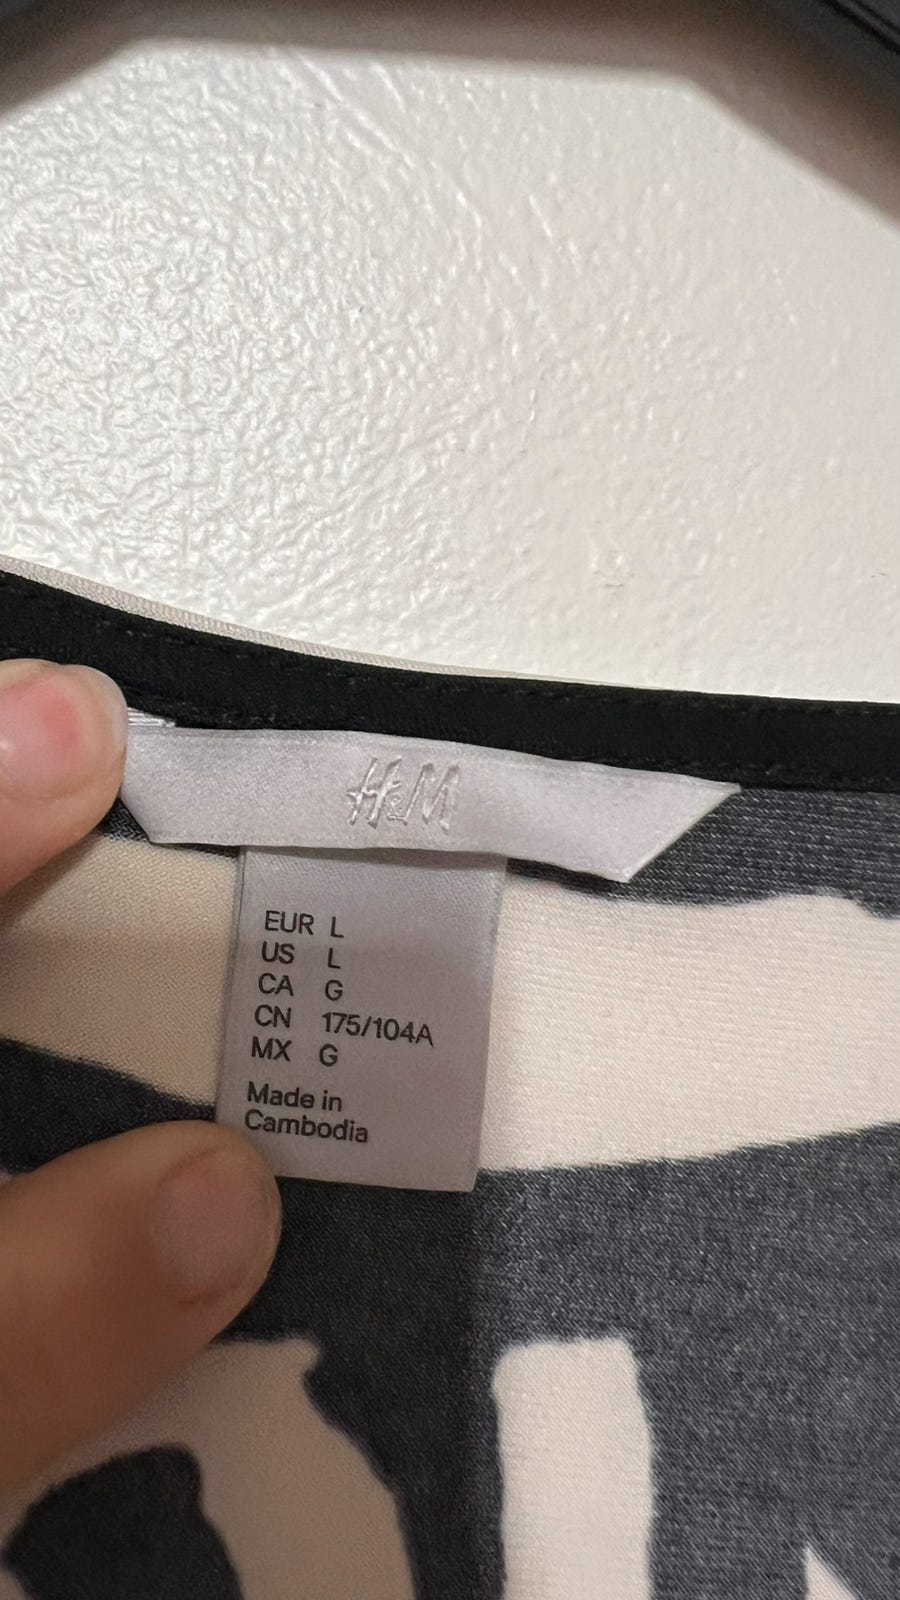 H&M
EUR L
US L
CA G
CN 175/104A
MX G
Made in
Cambodia